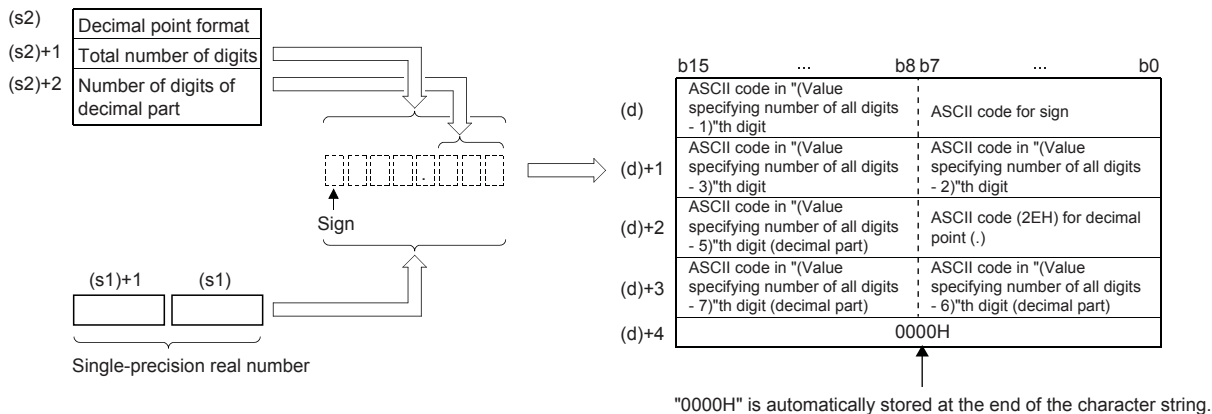 (s2)
Decimal point format
(s2)+1
Total number of digits
(s2)+2
Number of digits of
decimal part
.
Sign
(s1)+1 (s1)
Single-precision real number
b15 ... b8 b7 ... b0
(d)
ASCII code in "(Value
specifying number of all digits
- 1)"th digit
ASCII code for sign
(d)+1
ASCII code in "(Value
specifying number of all digits
- 3)"th digit
ASCII code in "(Value
specifying number of all digits
- 2)"th digit
(d)+2
ASCII code in "(Value
specifying number of all digits
- 5)"th digit (decimal part)
ASCII code (2EH) for decimal
point (.)
(d)+3
ASCII code in "(Value
specifying number of all digits
- 7)"th digit (decimal part)
ASCII code in "(Value
specifying number of all digits
- 6)"th digit (decimal part)
(d)+4
0000H
"0000H" is automatically stored at the end of the character string.